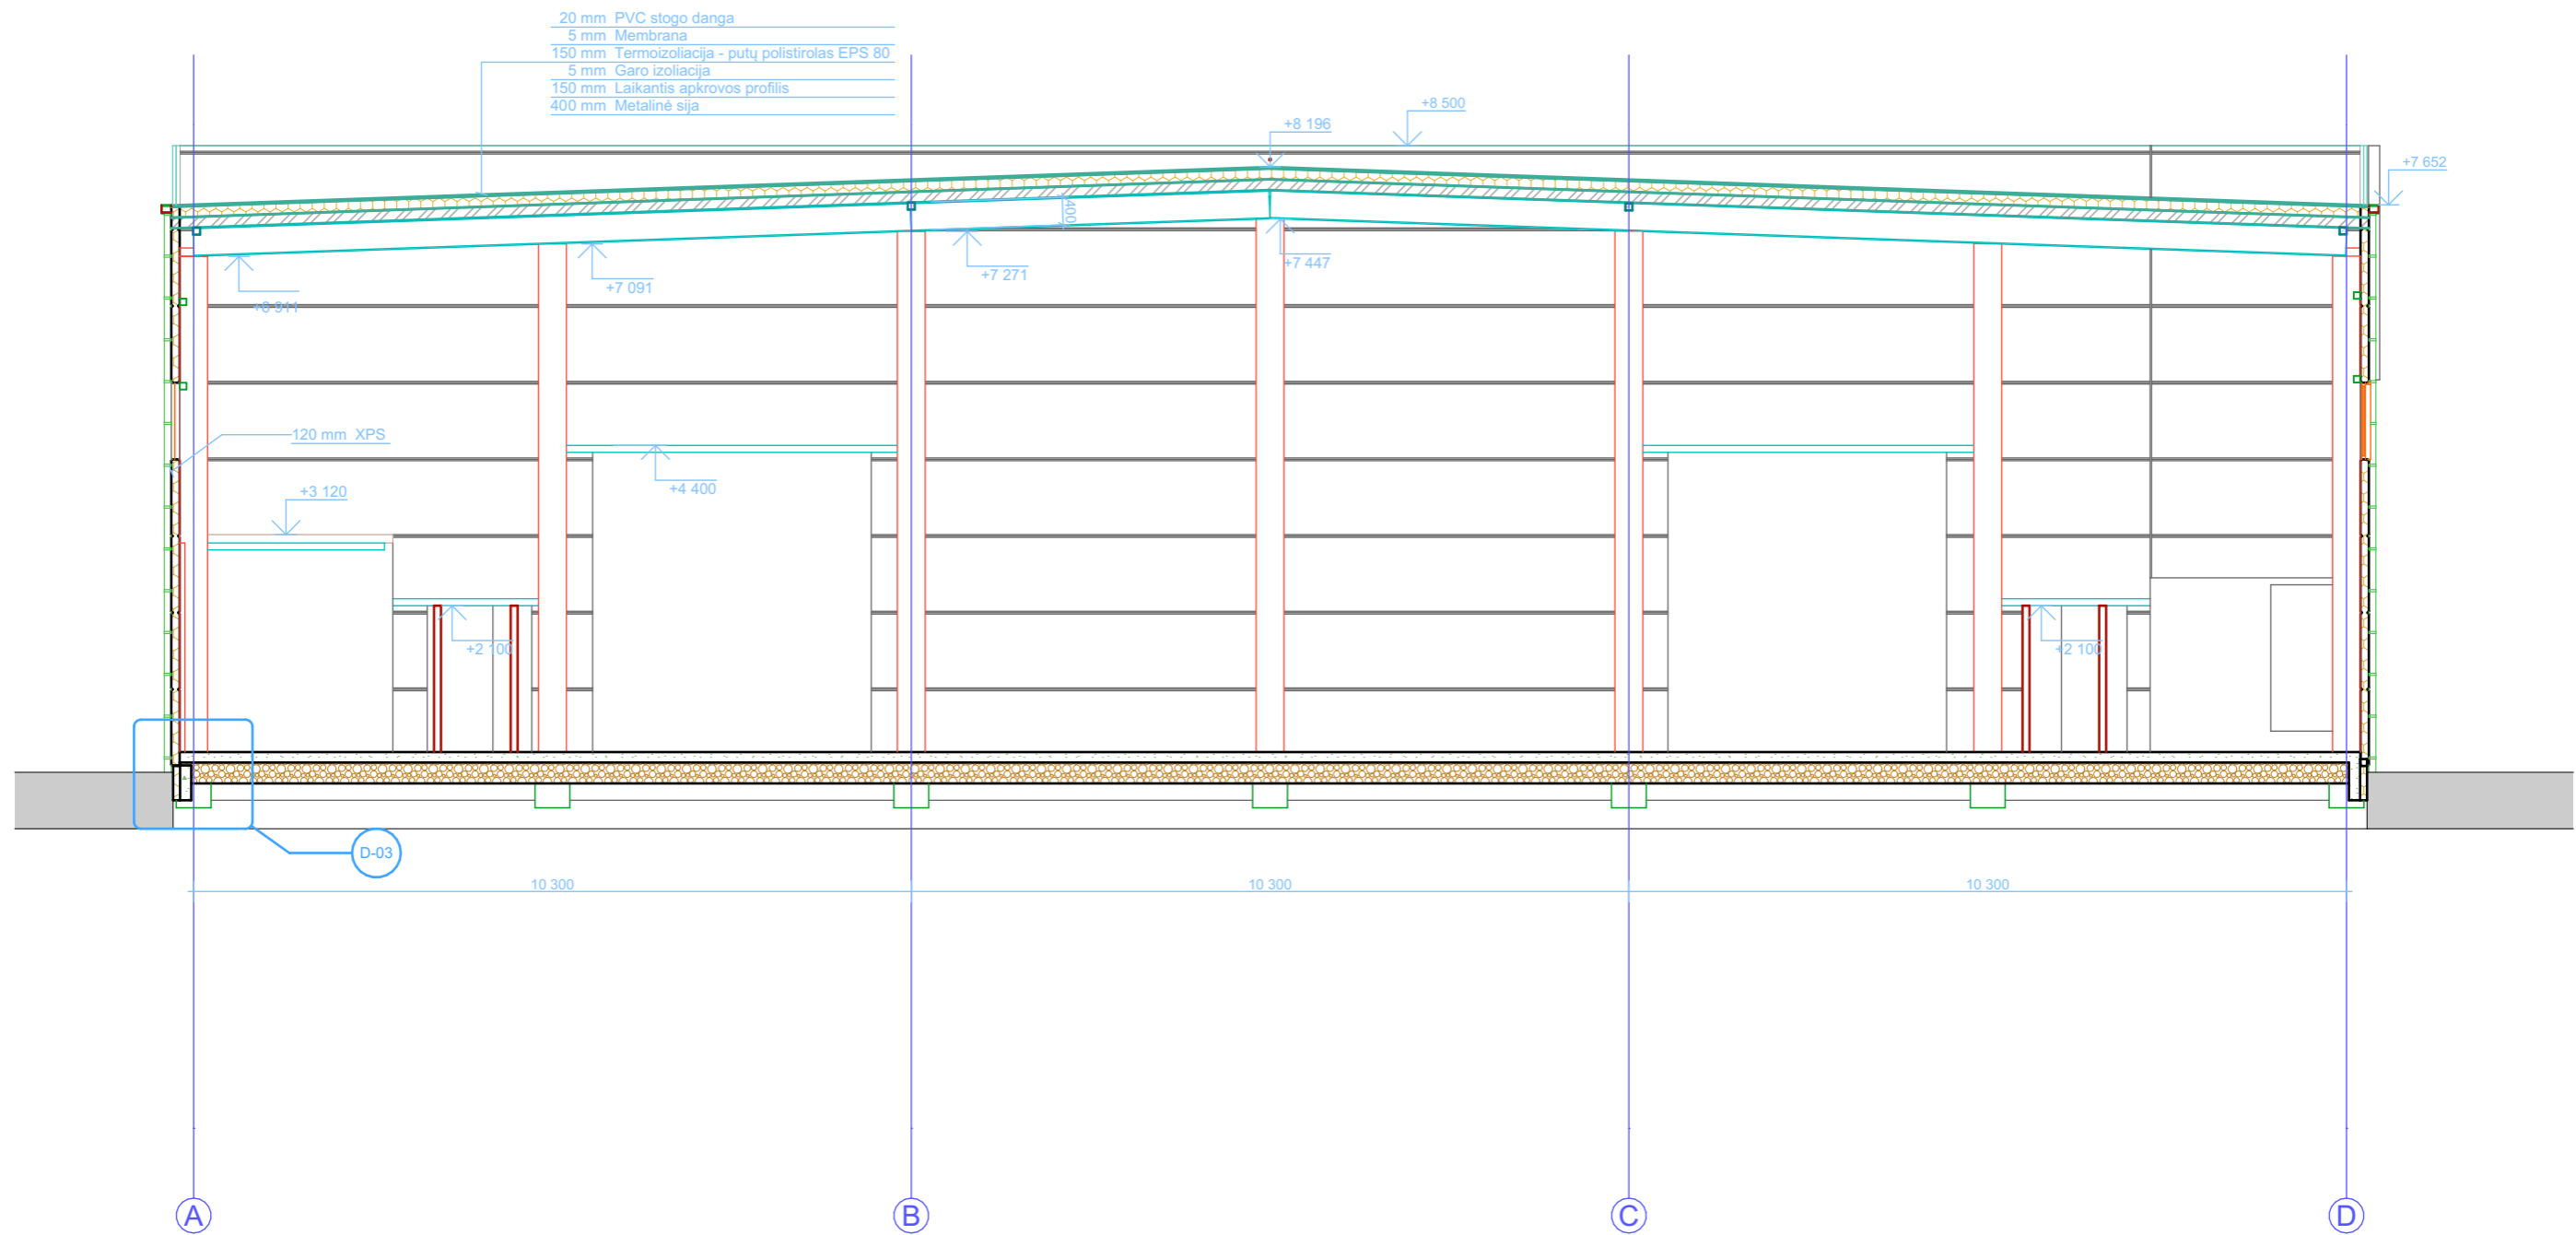 20 mm PVC stogo danga
5 mm Membrana
150 mm Termoizoliacija - putų polistirolas EPS 80
5 mm Garo izoliacija
150 mm Laikantis apkrovos profilis
400 mm Metalinė sija
+8 500
+8 196
+7 652
400
+7 271
+7 447
+7 091
+6 911
120 mm XPS
+4 400
+3 120
+2 100
+2 100
D-03
10 300
10 300
10 300
A
B
C
D